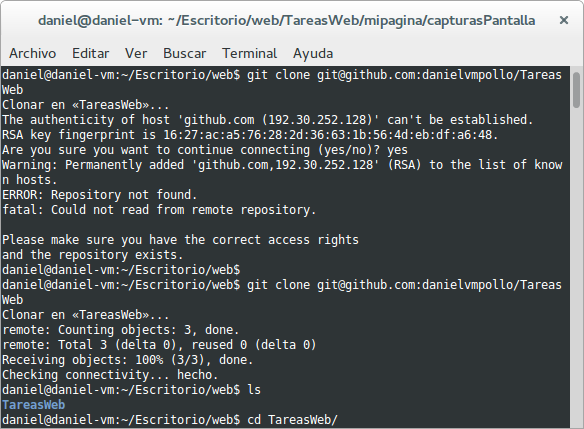 daniel@daniel-vm: ~/Escritorio/web/TareasWeb/mipagina/capturasPantalla ×
Archivo Editar Ver Buscar Terminal Ayuda
daniel@daniel-vm:~/Escritorio/web$ git clone git@github.com:danielvmpollo/Tareas
Web
Clonar en «TareasWeb»...
The authenticity of host 'github.com (192.30.252.128)' can't be established.
RSA key fingerprint is 16:27:ac:a5:76:28:2d:36:63:1b:56:4d:eb:df:a6:48.
Are you sure you want to continue connecting (yes/no)? yes
Warning: Permanently added 'github.com,192.30.252.128' (RSA) to the list of know
n hosts.
ERROR: Repository not found.
fatal: Could not read from remote repository.
Please make sure you have the correct access rights
and the repository exists.
daniel@daniel-vm:~/Escritorio/web$
daniel@daniel-vm:~/Escritorio/web$ git clone git@github.com:danielvmpollo/Tareas
Web
Clonar en «TareasWeb»...
remote: Counting objects: 3, done.
remote: Total 3 (delta 0), reused 0 (delta 0)
Receiving objects: 100% (3/3), done.
Checking connectivity... hecho.
daniel@daniel-vm:~/Escritorio/web$ ls
TareasWeb
daniel@daniel-vm:~/Escritorio/web$ cd TareasWeb/